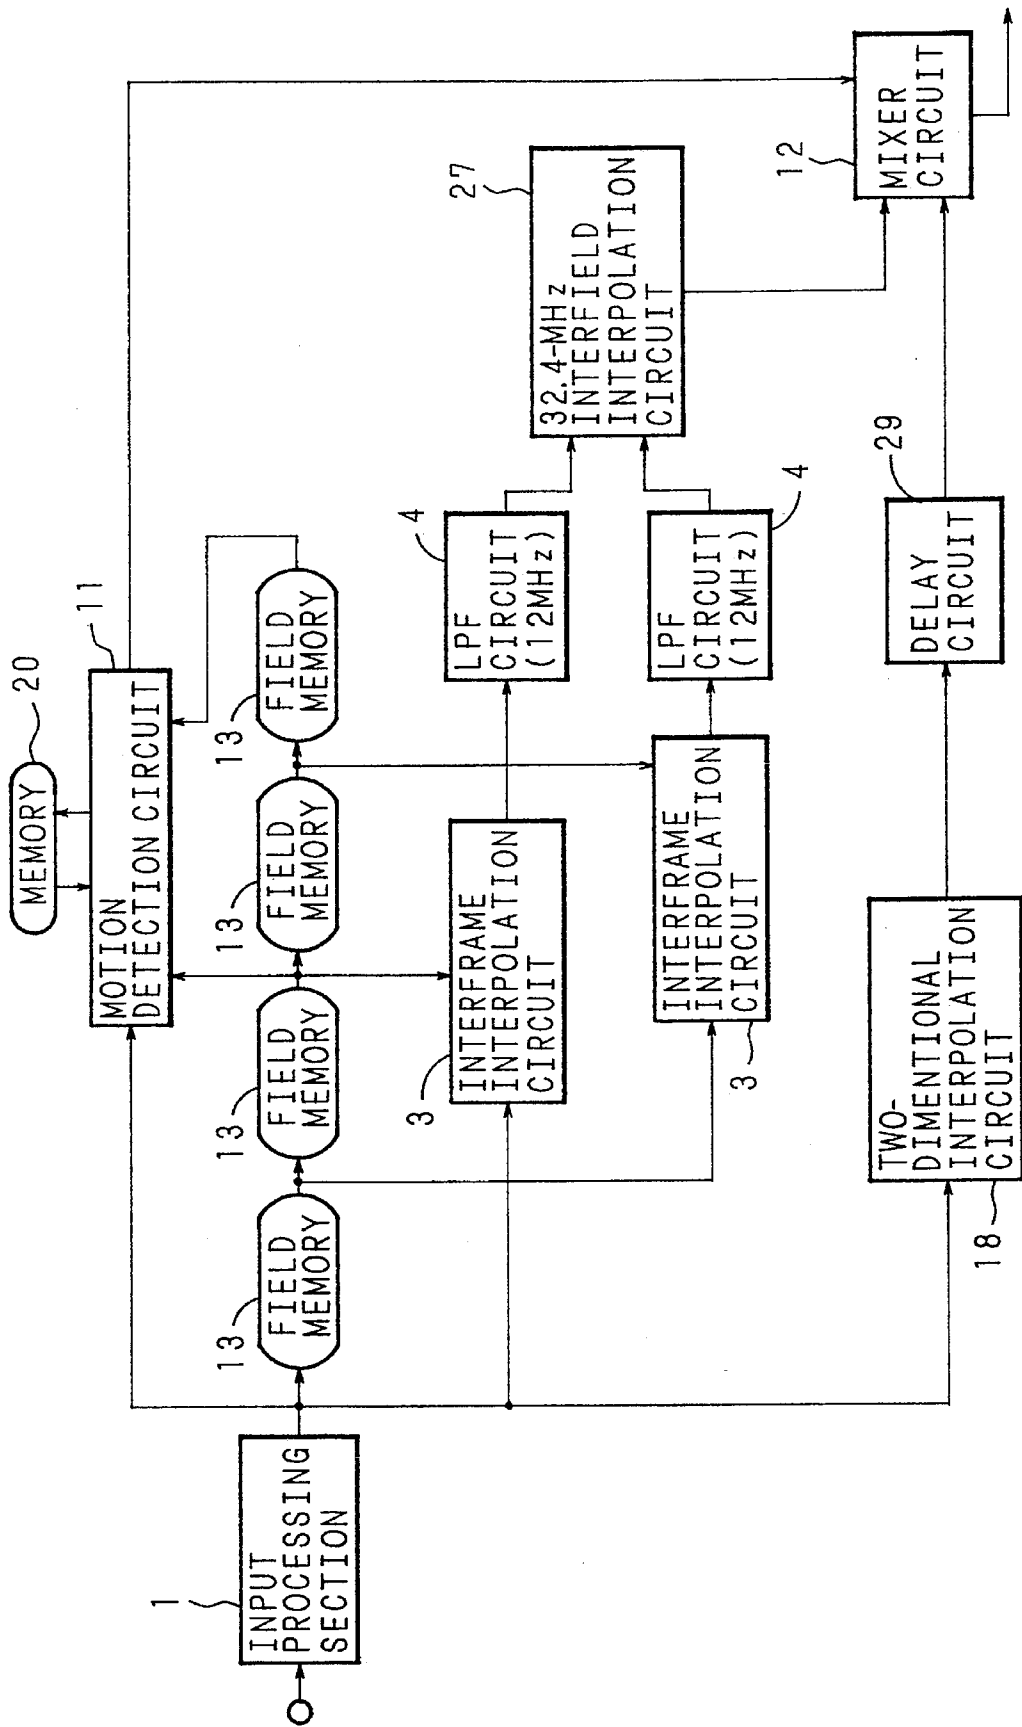 MEMORY
20
MOTION
DETECTION CIRCUIT
11
1
INPUT
PROCESSING
SECTION
13
FIELD
MEMORY
13
FIELD
MEMORY
13
FIELD
MEMORY
13
FIELD
MEMORY
3
INTERFRAME
INTERPOLATION
CIRCUIT
4
LPF
CIRCUIT
(12MHz)
27
32.4-MHz
INTERFIELD
INTERPOLATION
CIRCUIT
3
INTERFRAME
INTERPOLATION
CIRCUIT
4
LPF
CIRCUIT
(12MHz)
12
MIXER
CIRCUIT
18
TWO-
DIMENTIONAL
INTERPOLATION
CIRCUIT
29
DELAY
CIRCUIT